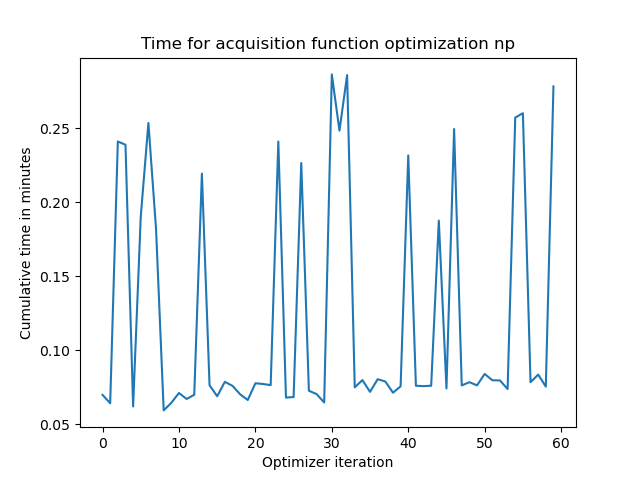 Time for acquisition function optimization np
Cumulative time in minutes
0.25
0.20
0.15
0.10
0.05
0 10 20 30 40 50 60
Optimizer iteration